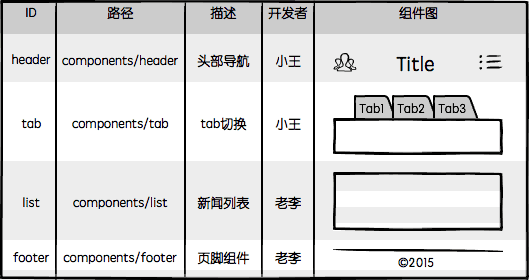 ID 路径 描述 开发者 组件图
header components/header 头部导航 小王 Title
tab components/tab tab切换 小王 Tab1 Tab2 Tab3
list components/list 新闻列表 老李
footer components/footer 页脚组件 老李 ©2015